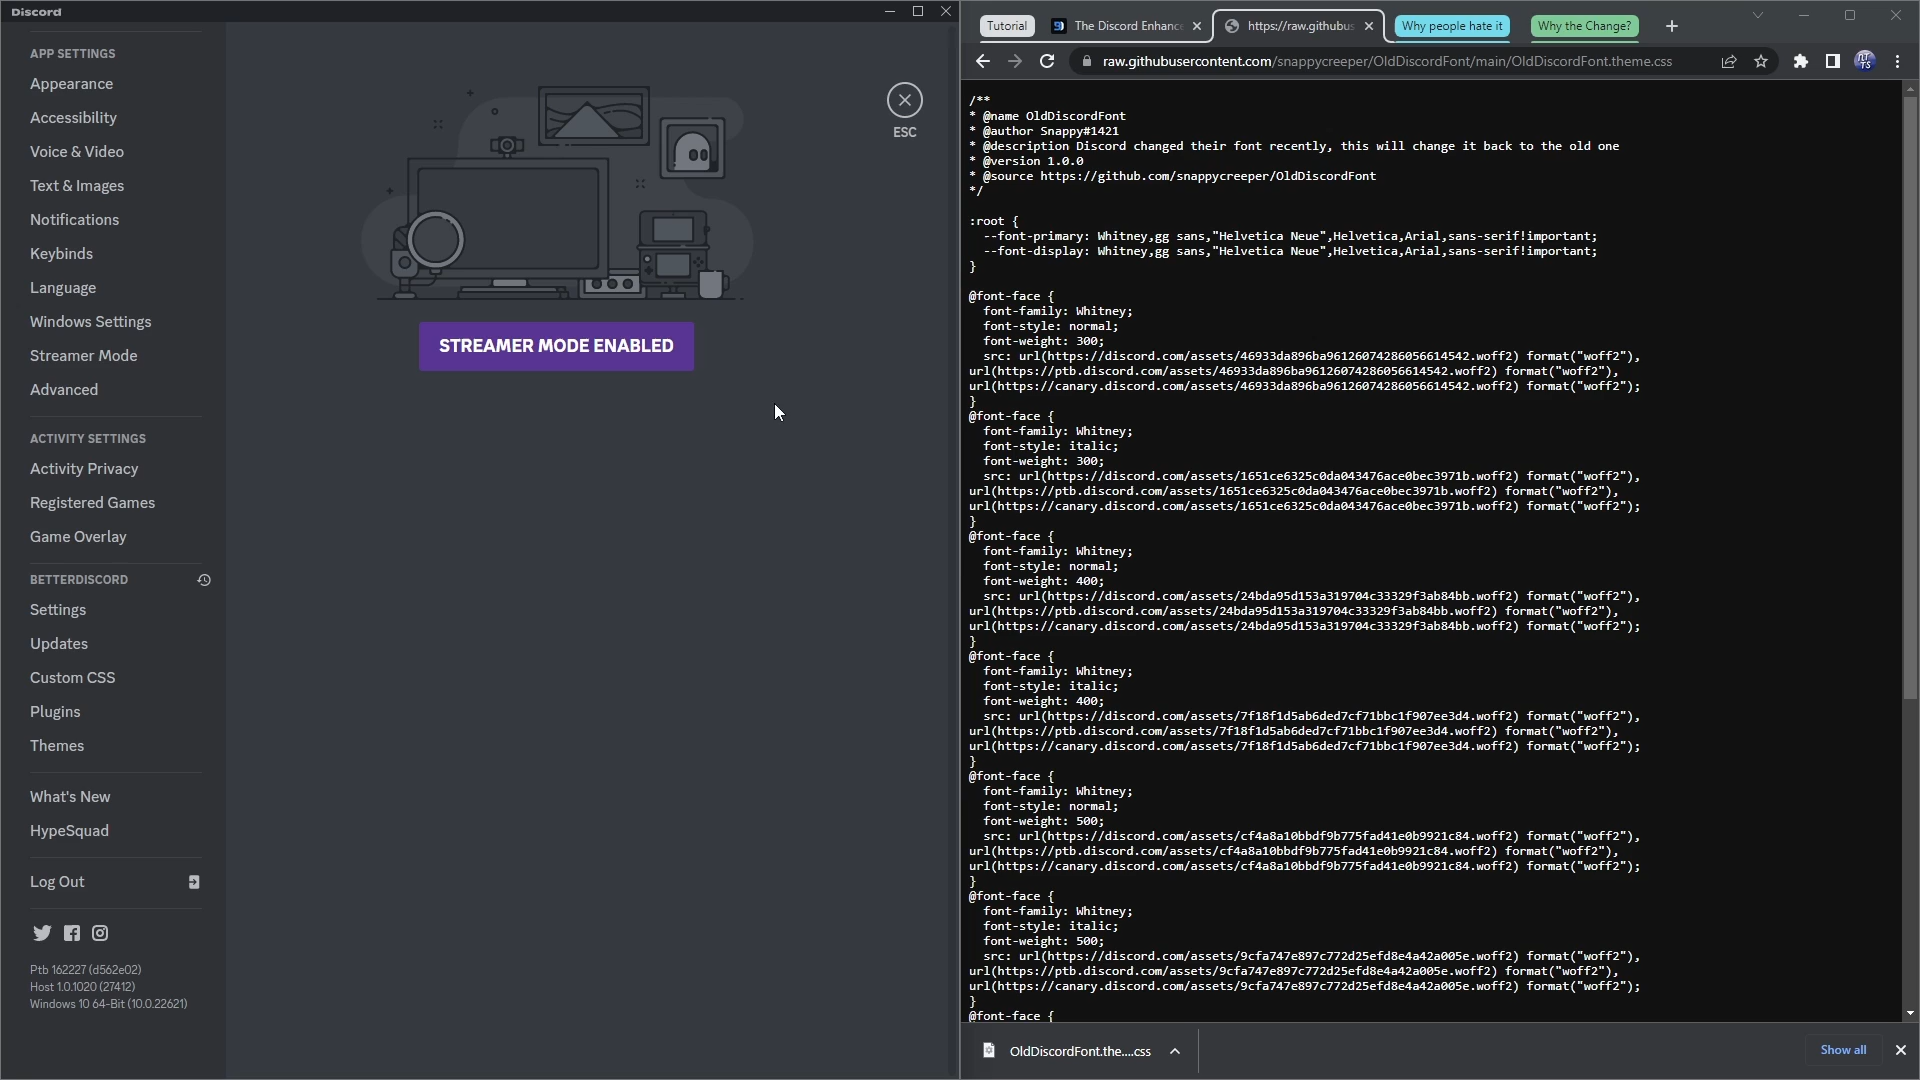 Discord
APP SETTINGS
Appearance
Accessibility
Voice & Video
Text & Images
Notifications
Keybinds
Language
Windows Settings
Streamer Mode
Advanced
ACTIVITY SETTINGS
Activity Privacy
Registered Games
Game Overlay
BETTERDISCORD
Settings
Updates
Custom CSS
Plugins
Themes
What's New
HypeSquad
Log Out
Ptb 162227 (d562e02)
Host 1.0.1020 (27412)
Windows 10 64-Bit (10.0.22621)
ESC
STREAMER MODE ENABLED
Tutorial
The Discord Enhance
https://raw.githubus
Why people hate it
Why the Change?
raw.githubusercontent.com/snappycreeper/OldDiscordFont/main/OldDiscordFont.theme.css
/**
* @name OldDiscordFont
* @author Snappy#1421
* @description Discord changed their font recently, this will change it back to the old one
* @version 1.0.0
* @source https://github.com/snappycreeper/OldDiscordFont
*/
:root {
--font-primary: Whitney,gg sans,"Helvetica Neue",Helvetica,Arial,sans-serif!important;
--font-display: Whitney,gg sans,"Helvetica Neue",Helvetica,Arial,sans-serif!important;
}
@font-face {
font-family: Whitney;
font-style: normal;
font-weight: 300;
src: url(https://discord.com/assets/46933da896ba96126074286056614542.woff2) format("woff2"),
url(https://ptb.discord.com/assets/46933da896ba96126074286056614542.woff2) format("woff2"),
url(https://canary.discord.com/assets/46933da896ba96126074286056614542.woff2) format("woff2");
}
@font-face {
font-family: Whitney;
font-style: italic;
font-weight: 300;
src: url(https://discord.com/assets/1651ce6325c0da043476ace0bec3971b.woff2) format("woff2"),
url(https://ptb.discord.com/assets/1651ce6325c0da043476ace0bec3971b.woff2) format("woff2"),
url(https://canary.discord.com/assets/1651ce6325c0da043476ace0bec3971b.woff2) format("woff2");
}
@font-face {
font-family: Whitney;
font-style: normal;
font-weight: 400;
src: url(https://discord.com/assets/24bda95d153a319704c33329f3ab84bb.woff2) format("woff2"),
url(https://ptb.discord.com/assets/24bda95d153a319704c33329f3ab84bb.woff2) format("woff2"),
url(https://canary.discord.com/assets/24bda95d153a319704c33329f3ab84bb.woff2) format("woff2");
}
@font-face {
font-family: Whitney;
font-style: italic;
font-weight: 400;
src: url(https://discord.com/assets/7f18f1d5ab6ded7cf71bbc1f907ee3d4.woff2) format("woff2"),
url(https://ptb.discord.com/assets/7f18f1d5ab6ded7cf71bbc1f907ee3d4.woff2) format("woff2"),
url(https://canary.discord.com/assets/7f18f1d5ab6ded7cf71bbc1f907ee3d4.woff2) format("woff2");
}
@font-face {
font-family: Whitney;
font-style: normal;
font-weight: 500;
src: url(https://discord.com/assets/cf4a8a10bbdf9b775fad41e0b9921c84.woff2) format("woff2"),
url(https://ptb.discord.com/assets/cf4a8a10bbdf9b775fad41e0b9921c84.woff2) format("woff2"),
url(https://canary.discord.com/assets/cf4a8a10bbdf9b775fad41e0b9921c84.woff2) format("woff2");
}
@font-face {
font-family: Whitney;
font-style: italic;
font-weight: 500;
src: url(https://discord.com/assets/9cfa747e897c772d25efd8e4a42a005e.woff2) format("woff2"),
url(https://ptb.discord.com/assets/9cfa747e897c772d25efd8e4a42a005e.woff2) format("woff2"),
url(https://canary.discord.com/assets/9cfa747e897c772d25efd8e4a42a005e.woff2) format("woff2");
}
@font-face {
OldDiscordFont.the....css
Show all